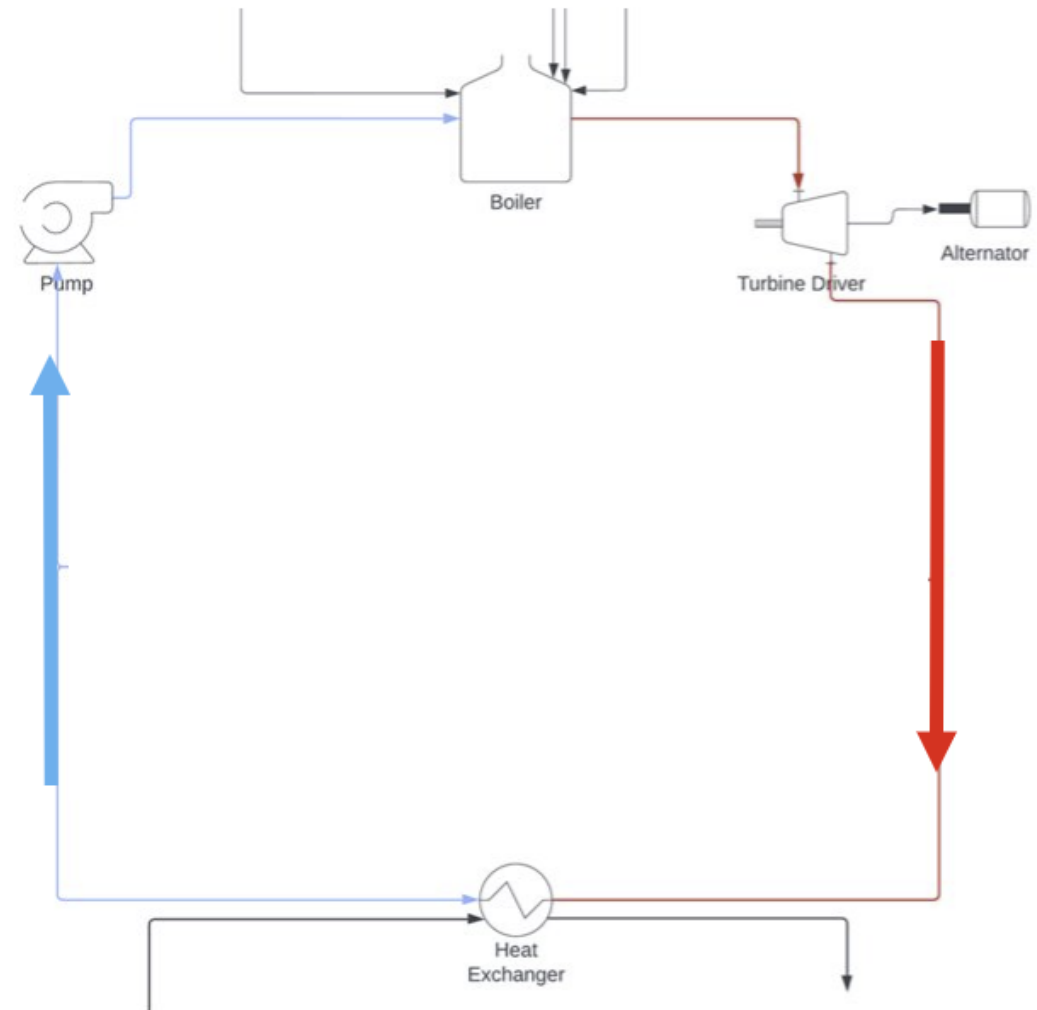 Boiler
Pump
Alternator
Turbine Driver
Heat
Exchanger